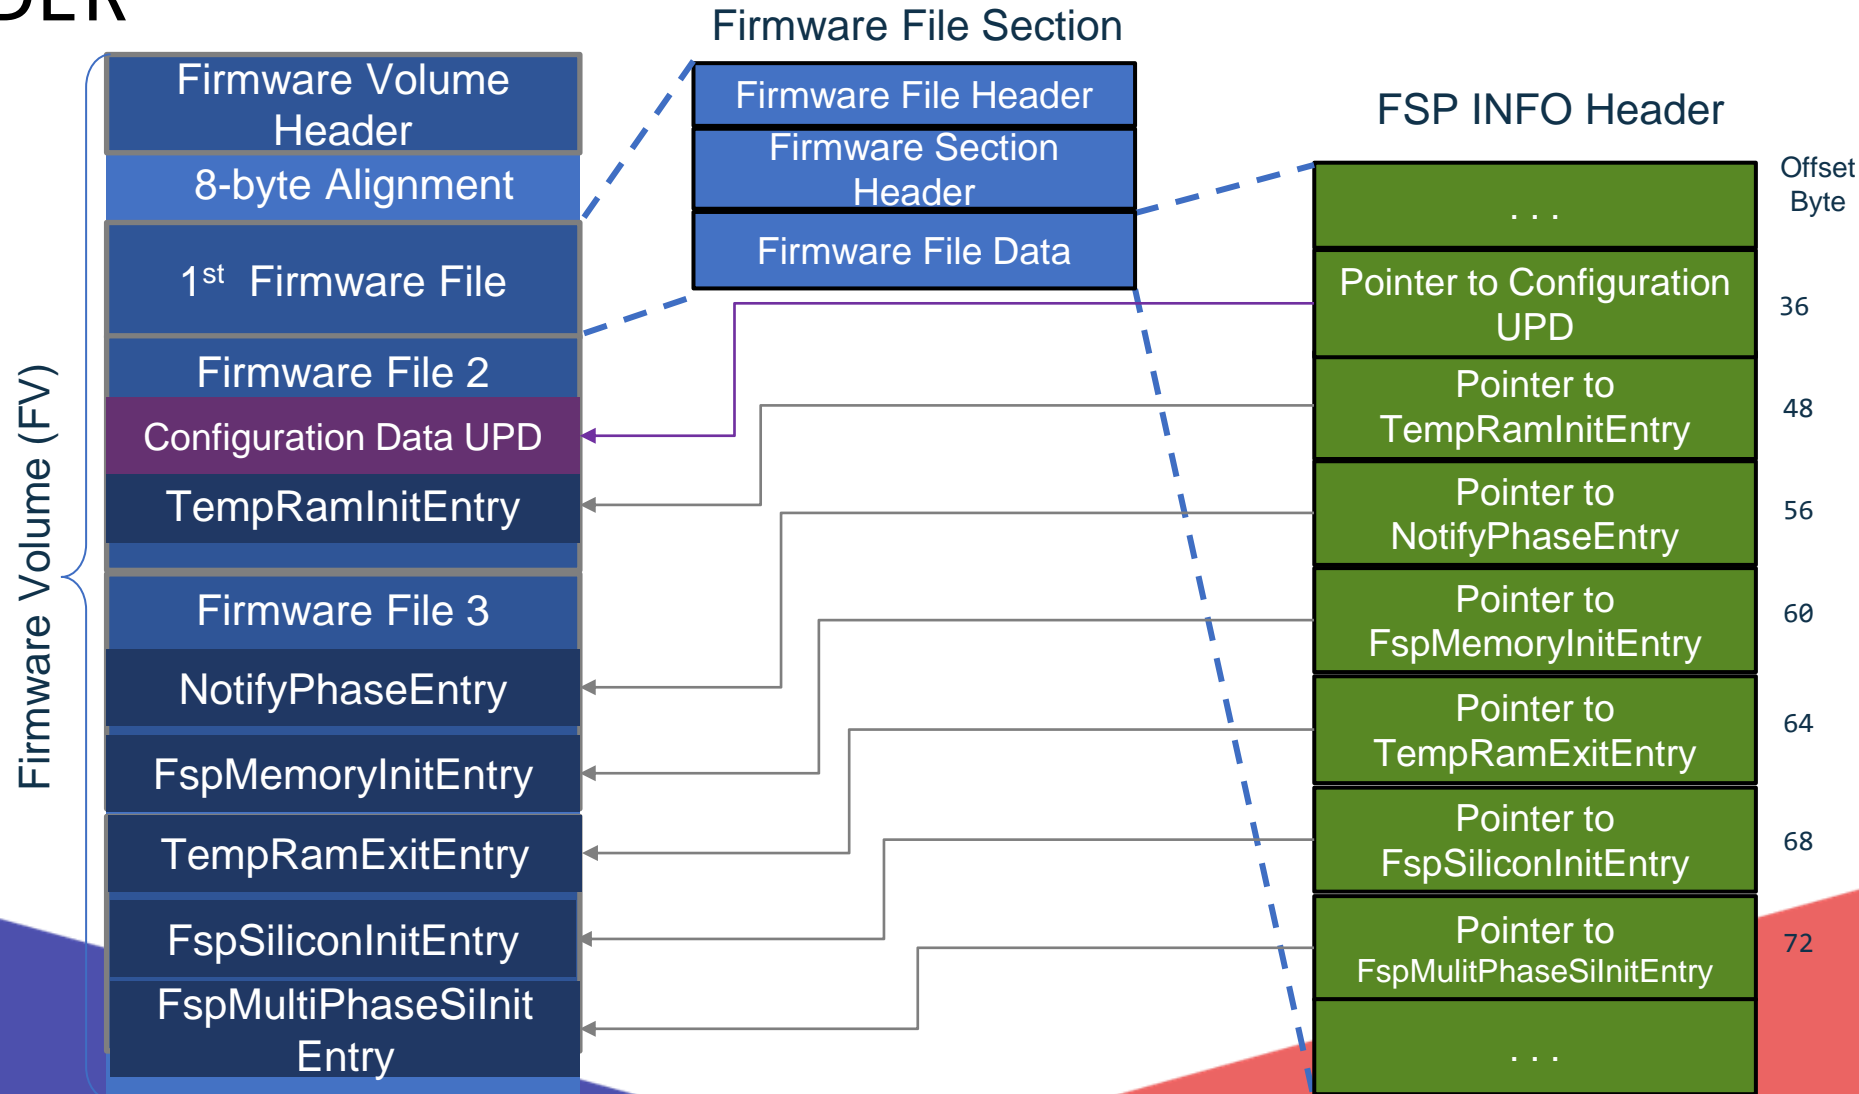 Firmware Volume (FV)
Firmware Volume
Header
8-byte Alignment
1st Firmware File
Firmware File 2
Configuration Data UPD
TempRamInitEntry
Firmware File 3
NotifyPhaseEntry
FspMemoryInitEntry
TempRamExitEntry
FspSiliconInitEntry
FspMultiPhaseSiInit
Entry
Firmware File Section
Firmware File Header
Firmware Section
Header
Firmware File Data
FSP INFO Header
Offset
Byte
. . .
Pointer to Configuration
UPD
36
Pointer to
TempRamInitEntry
48
Pointer to
NotifyPhaseEntry
56
Pointer to
FspMemoryInitEntry
60
Pointer to
TempRamExitEntry
64
Pointer to
FspSiliconInitEntry
68
Pointer to
FspMulitPhaseSiInitEntry
72
. . .